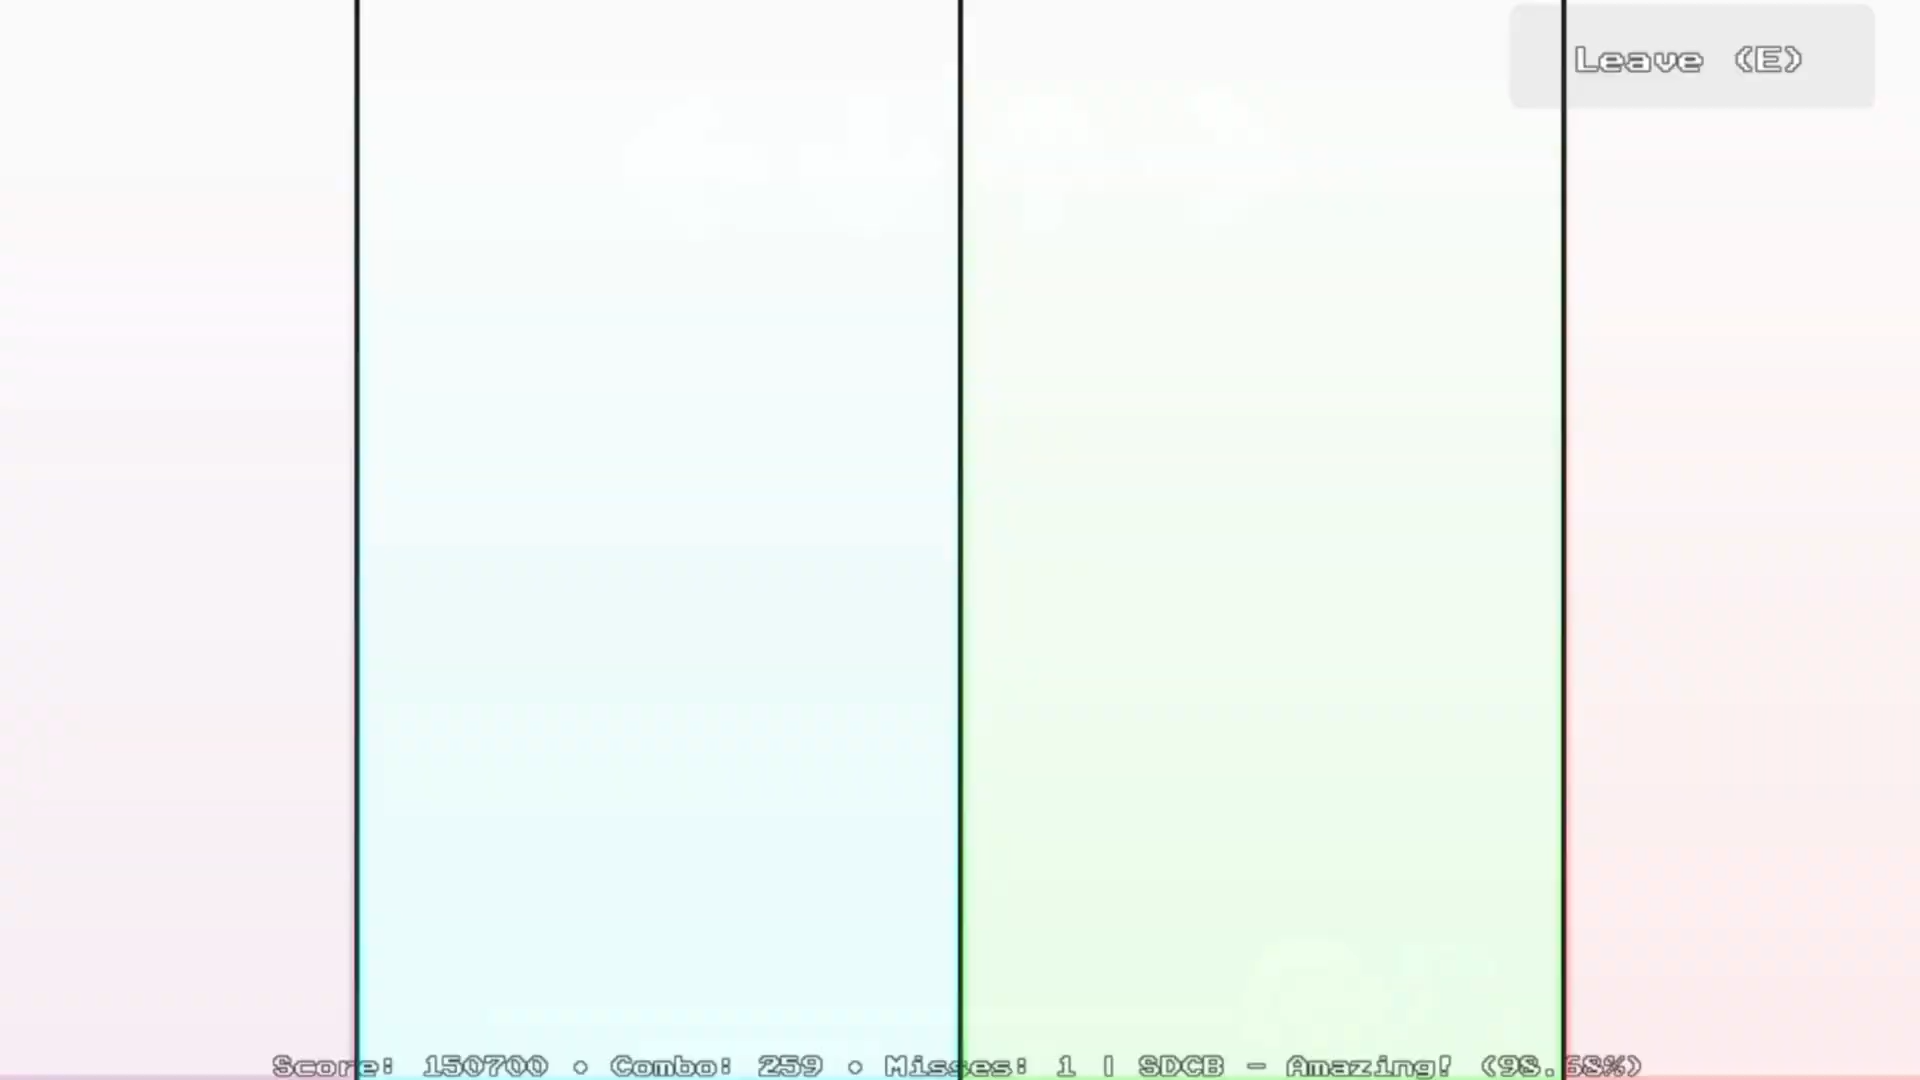 Leave (E)
Score: 150700 • Combo: 259 • Misses: 1 | SDCB - Amazing! (98.68%)